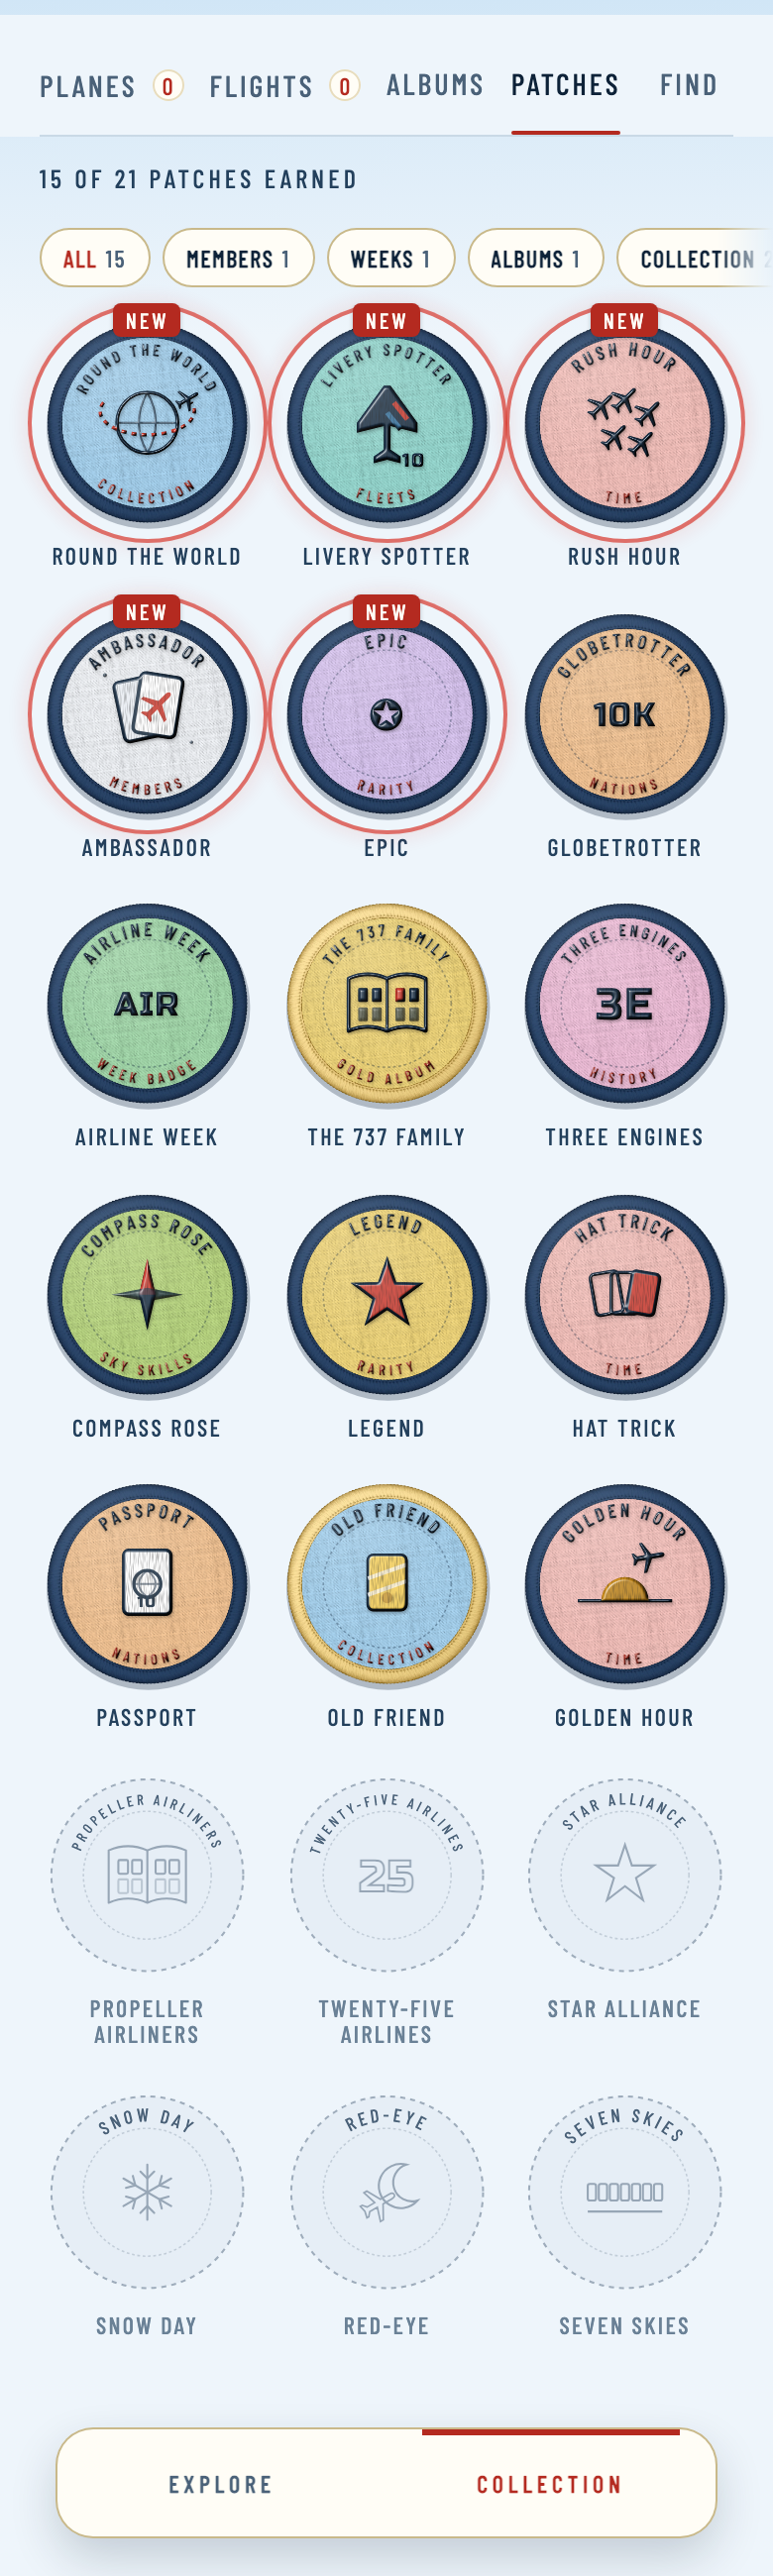 PLANES 0 FLIGHTS 0 ALBUMS PATCHES FIND
15 OF 21 PATCHES EARNED
ALL 15 MEMBERS 1 WEEKS 1 ALBUMS 1 COLLECTION
NEW NEW NEW
ROUND THE WORLD LIVERY SPOTTER RUSH HOUR
10
COLLECTION FLEETS TIME
ROUND THE WORLD LIVERY SPOTTER RUSH HOUR
NEW NEW
AMBASSADOR EPIC GLOBETROTTER
10K
MEMBERS RARITY NATIONS
AMBASSADOR EPIC GLOBETROTTER
AIRLINE WEEK THE 737 FAMILY THREE ENGINES
AIR 3E
WEEK BADGE GOLD ALBUM HISTORY
AIRLINE WEEK THE 737 FAMILY THREE ENGINES
COMPASS ROSE LEGEND HAT TRICK
SKY SKILLS RARITY TIME
COMPASS ROSE LEGEND HAT TRICK
PASSPORT OLD FRIEND GOLDEN HOUR
10
NATIONS COLLECTION TIME
PASSPORT OLD FRIEND GOLDEN HOUR
PROPELLER AIRLINERS TWENTY-FIVE AIRLINES STAR ALLIANCE
25
PROPELLER TWENTY-FIVE STAR ALLIANCE
AIRLINERS AIRLINES
SNOW DAY RED-EYE SEVEN SKIES
SNOW DAY RED-EYE SEVEN SKIES
EXPLORE COLLECTION